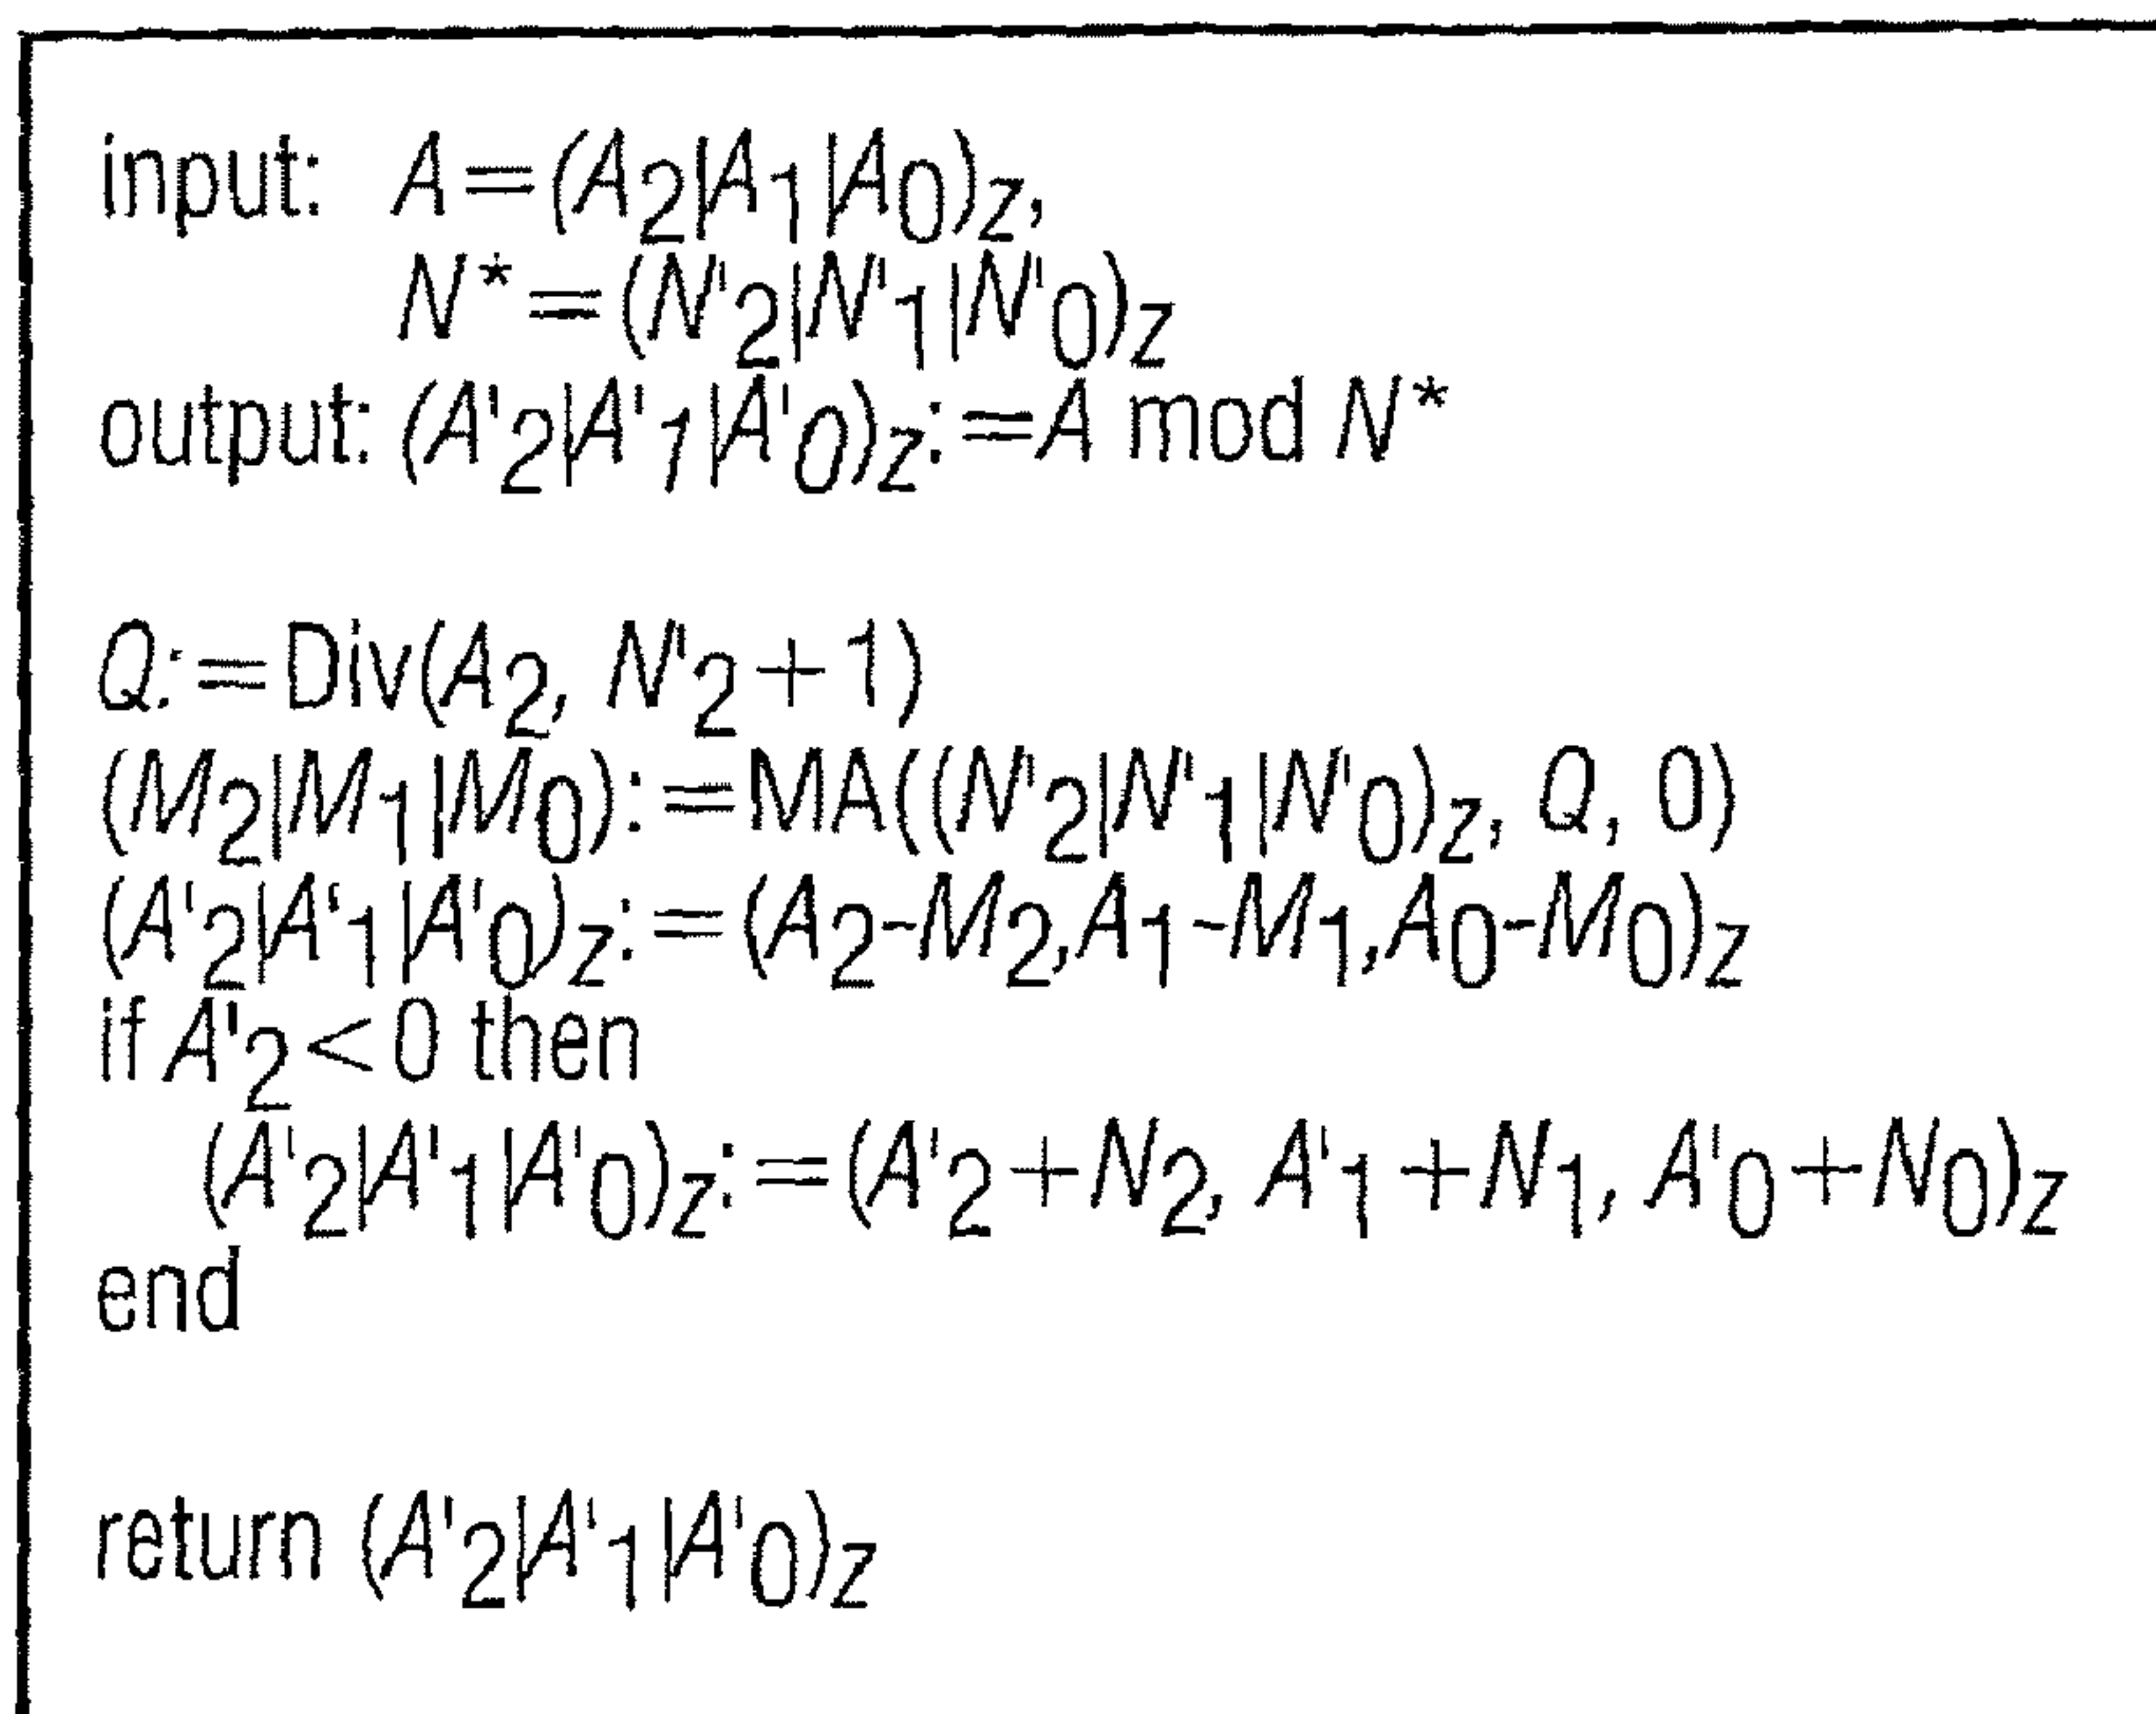 input: A=(A₂|A₁|A₀)z,
N*=(N'₂|N'₁|N'₀)z
output: (A'₂|A'₁|A'₀)z:=A mod N*
Q:=Div(A₂, N'₂+1)
(M₂|M₁|M₀):=MA((N'₂|N'₁|N'₀)z, Q, 0)
(A'₂|A'₁|A'₀)z:=(A₂-M₂,A₁-M₁,A₀-M₀)z
if A'₂<0 then
(A'₂|A'₁|A'₀)z:=(A'₂+N₂, A'₁+N₁, A'₀+N₀)z
end
return (A'₂|A'₁|A'₀)z